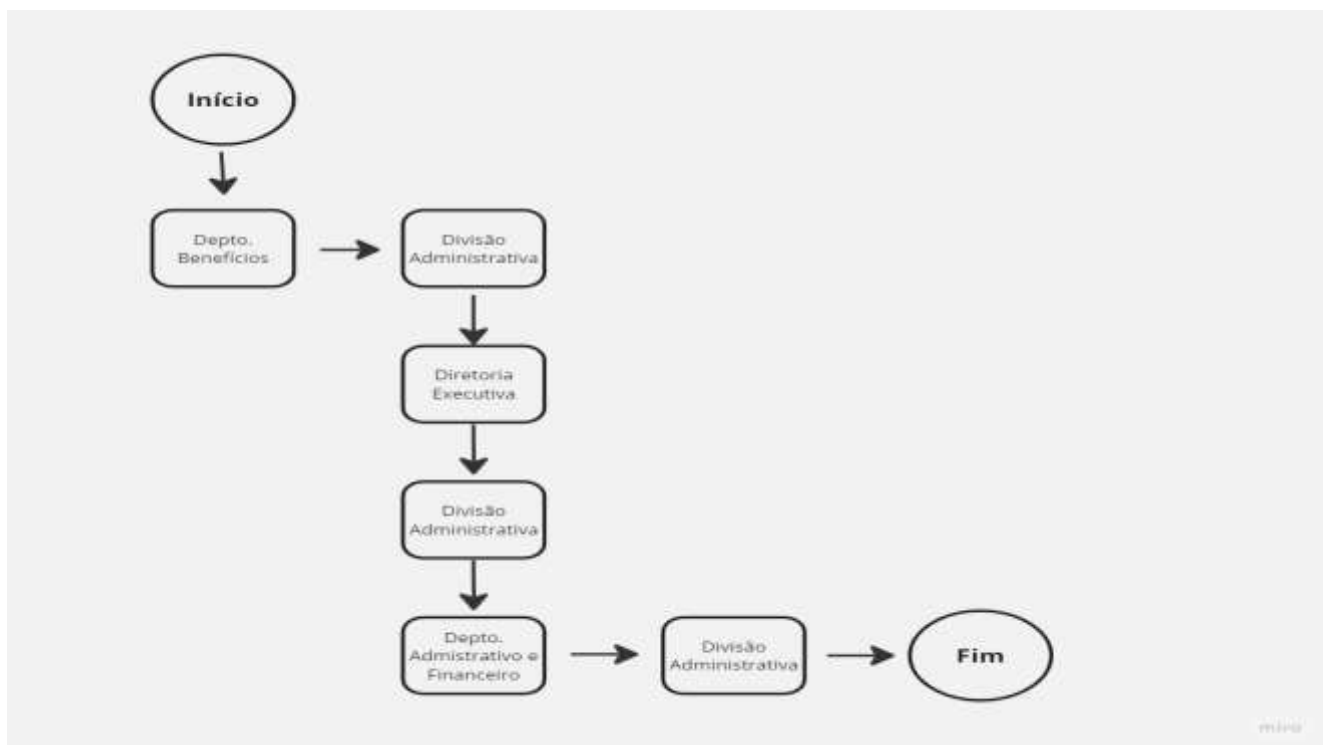 Início
Depto.
Benefícios
Divisão
Administrativa
Diretoria
Executiva
Divisão
Administrativa
Depto.
Admistrativo e
Financeiro
Divisão
Administrativa
Fim
miro